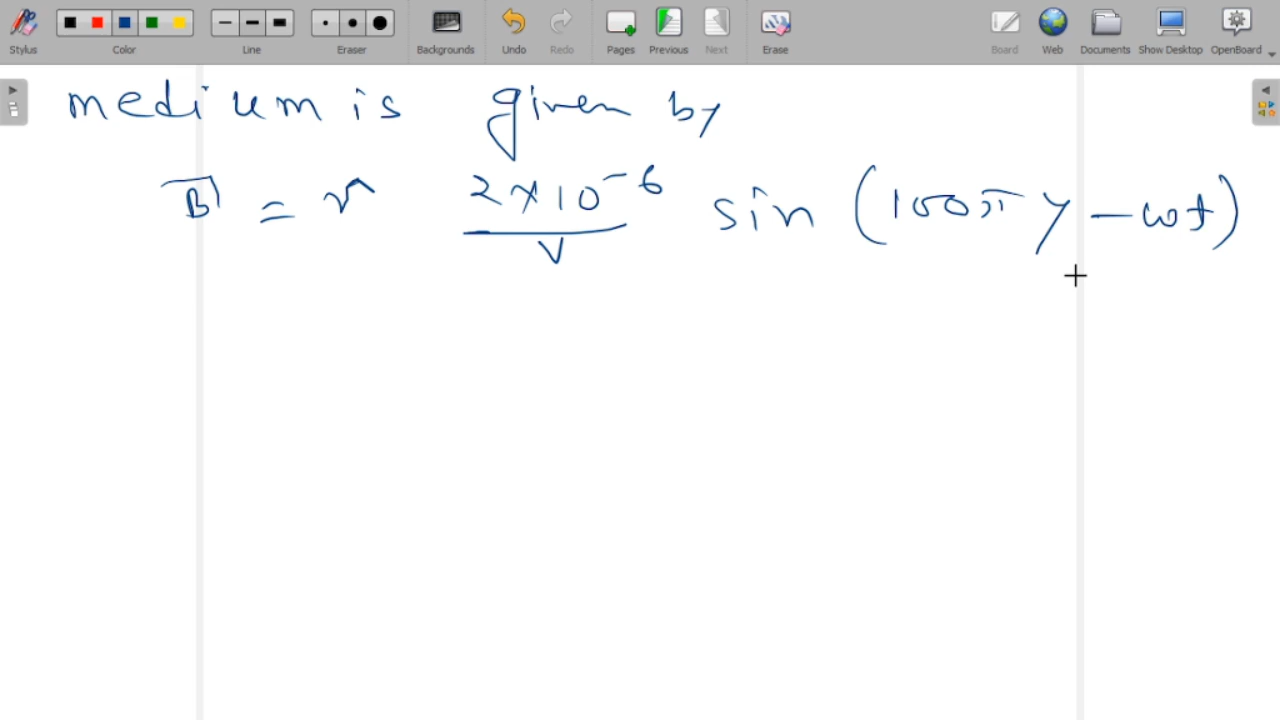 Stylus Color Line Eraser Backgrounds Undo Redo Pages Previous Next Erase Board Web Documents Show Desktop OpenBoard
medium is given by
B = r 2×10⁻⁶/r sin (100π y – ωt)